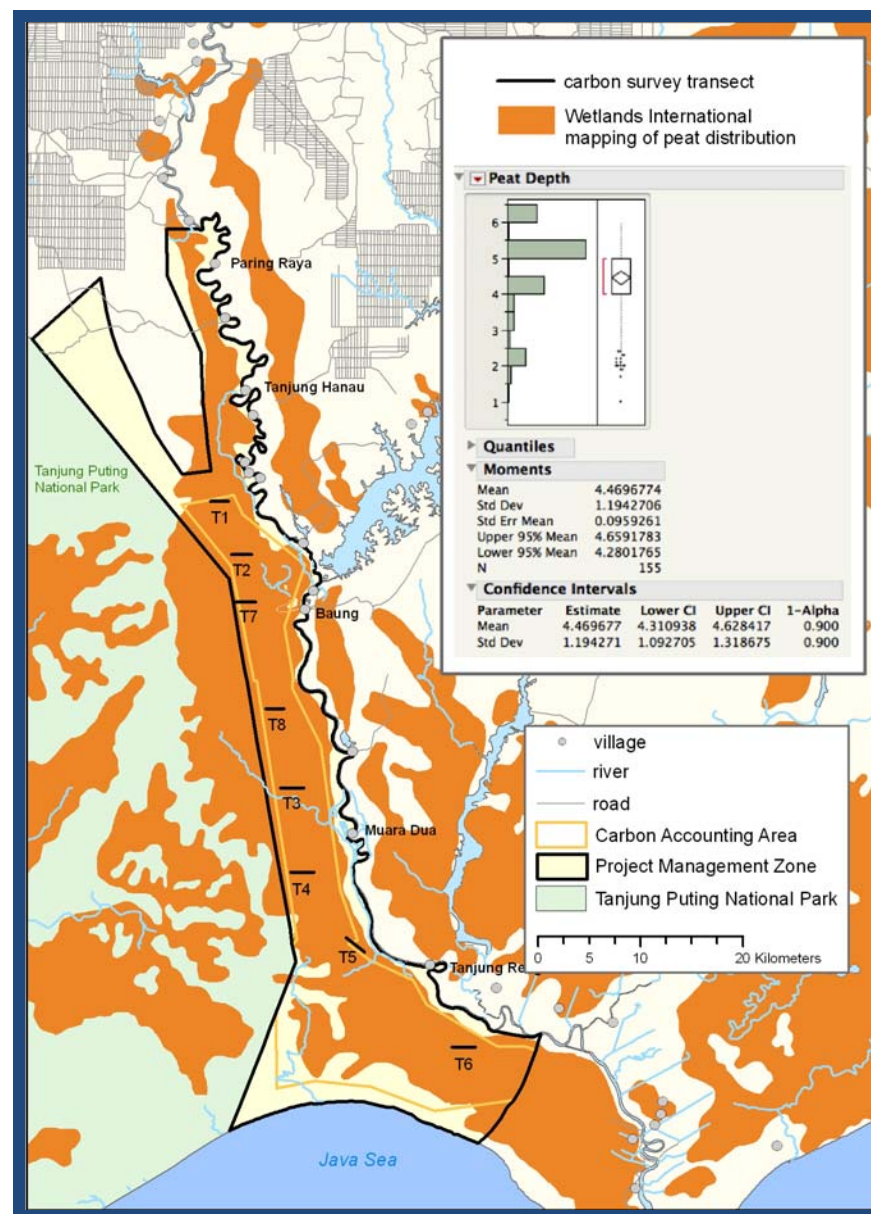 carbon survey transect
Wetlands International
mapping of peat distribution
Peat Depth
6
5
4
3
2
1
Quantiles
Moments
Mean 4.4696774
Std Dev 1.1942706
Std Err Mean 0.0959261
Upper 95% Mean 4.6591783
Lower 95% Mean 4.2801765
N 155
Confidence Intervals
Parameter Estimate Lower CI Upper CI 1-Alpha
Mean 4.469677 4.310938 4.628417 0.900
Std Dev 1.194271 1.092705 1.318675 0.900
Paring Raya
Tanjung Hanau
Tanjung Puting
National Park
T1
T2
T7
Baung
T8
T3
Muara Dua
T4
T5
Tanjung Re
T6
Java Sea
village
river
road
Carbon Accounting Area
Project Management Zone
Tanjung Puting National Park
0 5 10 20 Kilometers